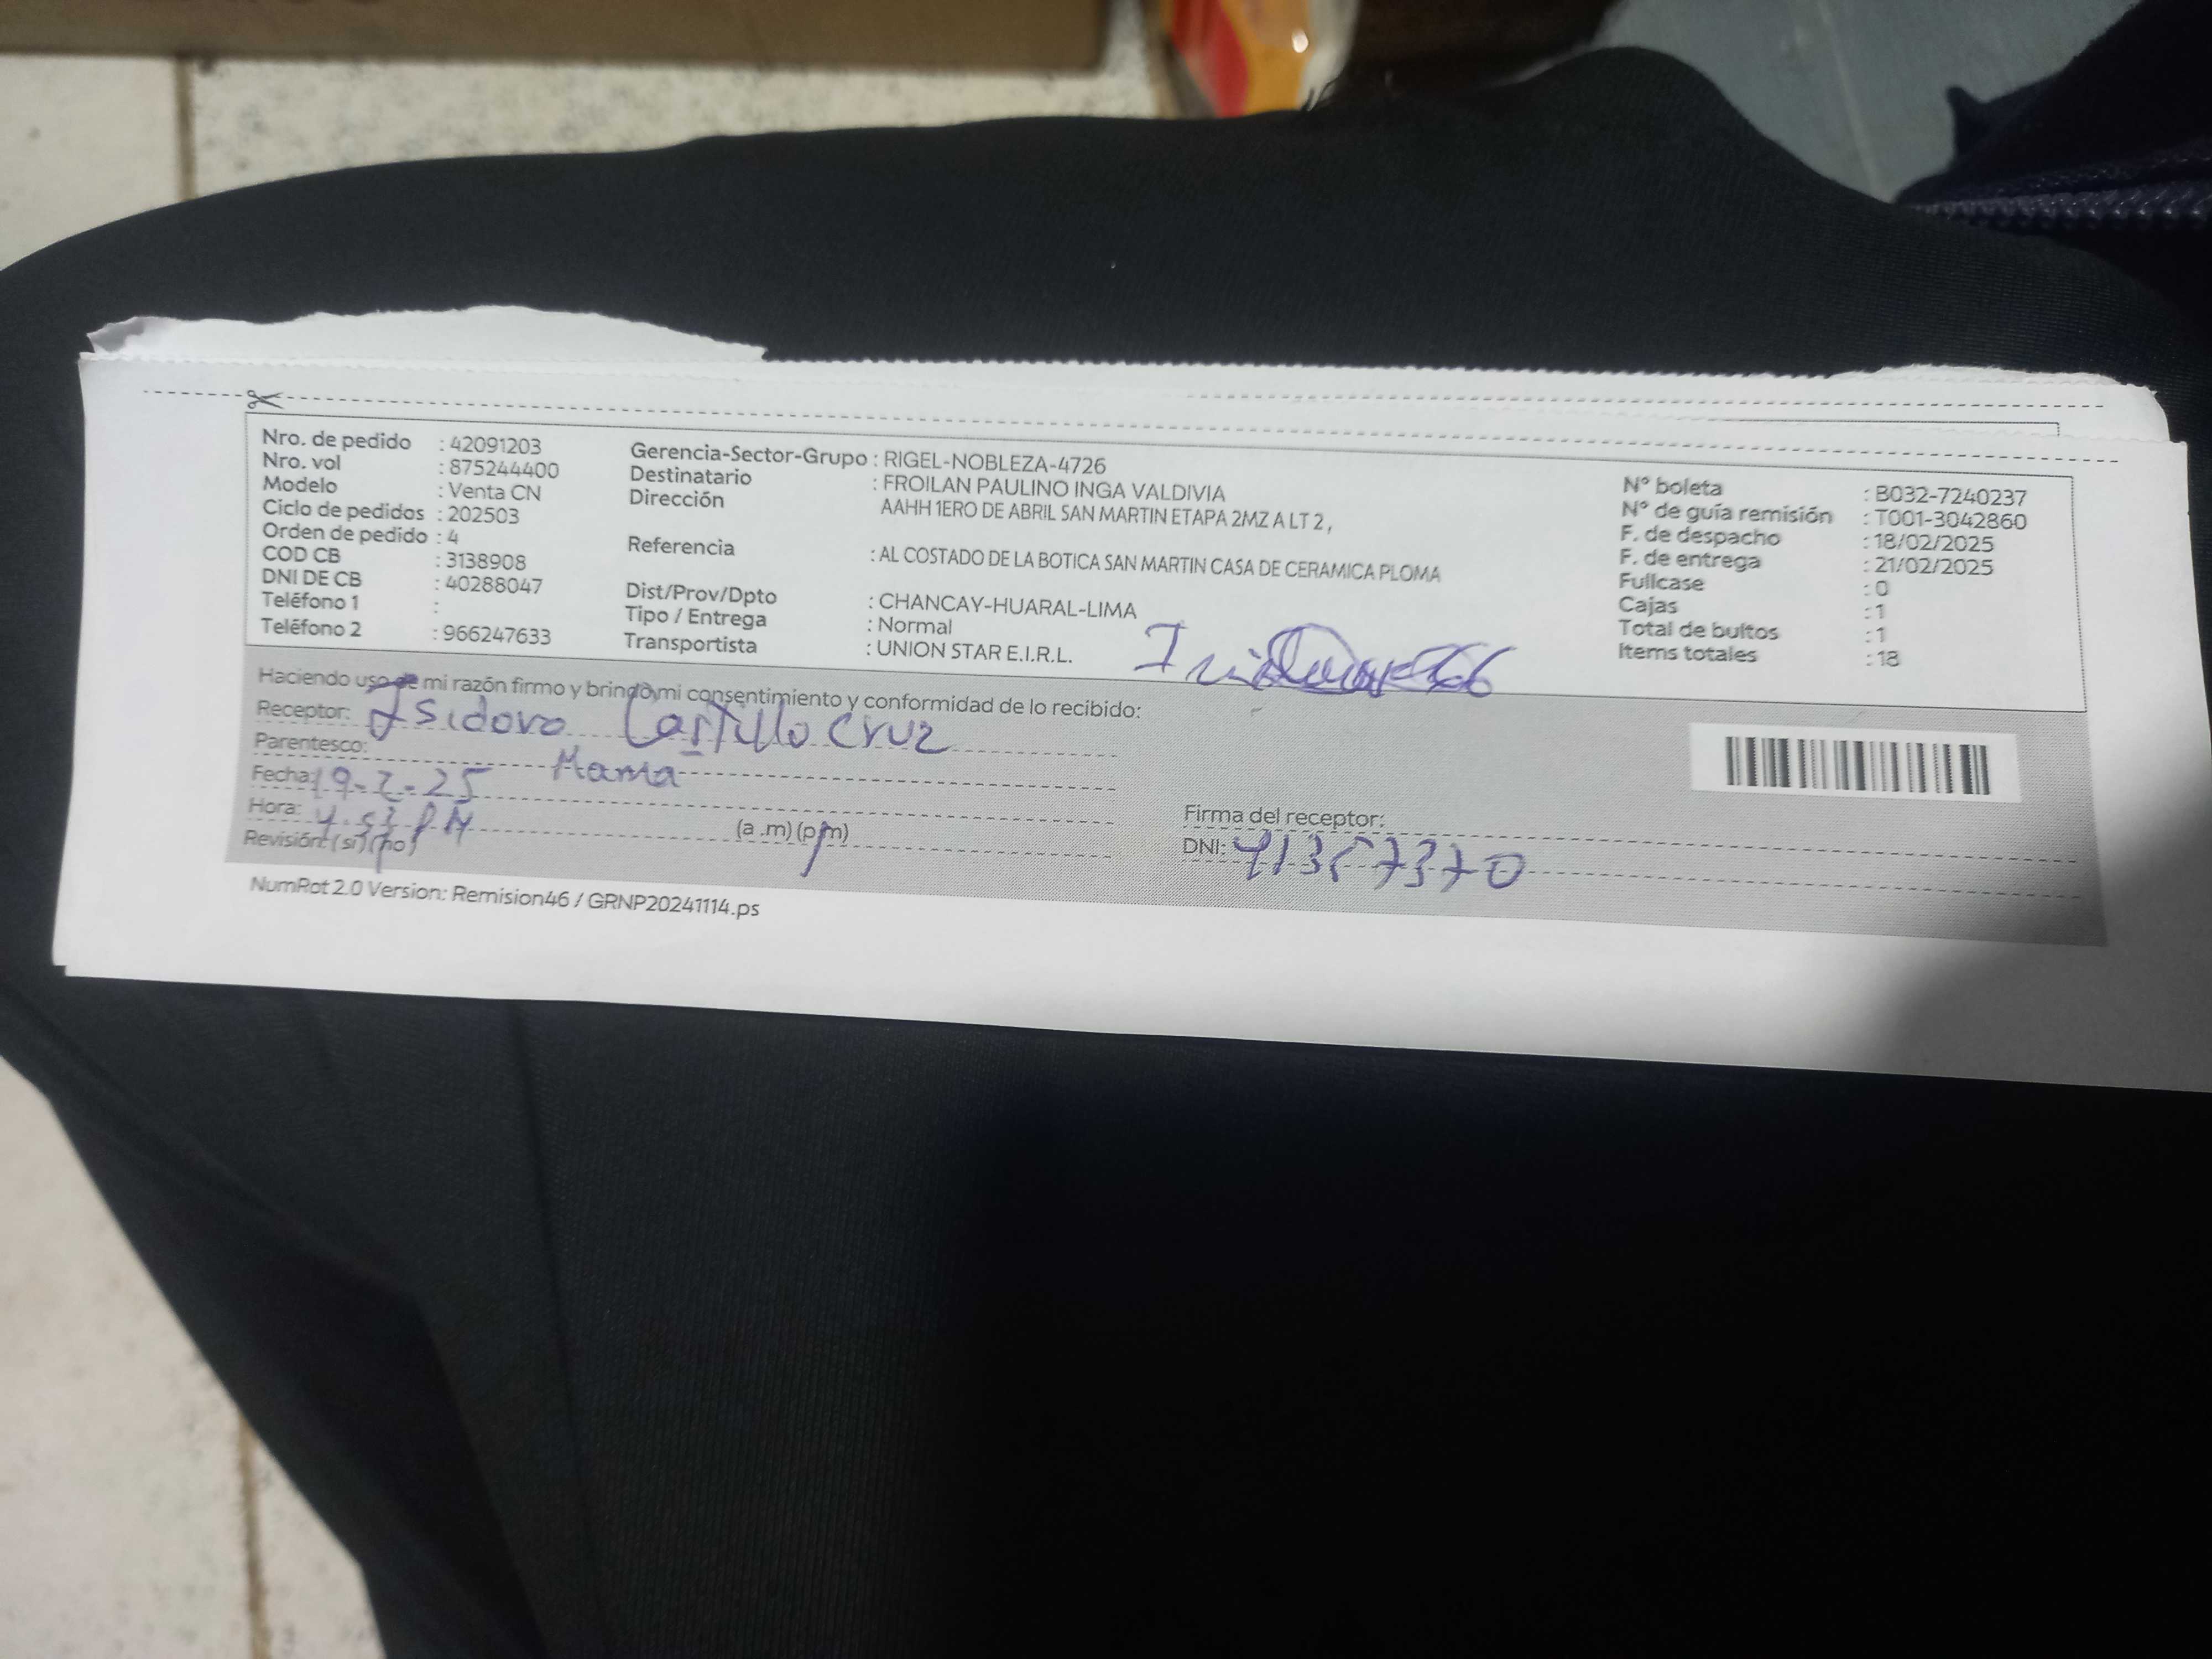 Nro. de pedido : 42091203
Nro. vol : 875244400
Modelo : Venta CN
Ciclo de pedidos : 202503
Orden de pedido : 4
COD CB : 3138908
DNI DE CB : 40288047
Teléfono 1 :
Teléfono 2 : 966247633
Gerencia-Sector-Grupo : RIGEL-NOBLEZA-4726
Destinatario : FROILAN PAULINO INGA VALDIVIA
Dirección AAHH 1ERO DE ABRIL SAN MARTIN ETAPA 2MZ A LT 2 ,
Referencia : AL COSTADO DE LA BOTICA SAN MARTIN CASA DE CERAMICA PLOMA
Dist/Prov/Dpto : CHANCAY-HUARAL-LIMA
Tipo / Entrega : Normal
Transportista : UNION STAR E.I.R.L.
N° boleta : B032-7240237
N° de guía remisión : T001-3042860
F. de despacho : 18/02/2025
F. de entrega : 21/02/2025
Fullcase : 0
Cajas : 1
Total de bultos : 1
Items totales : 18
Haciendo uso de mi razón firmo y brindo mi consentimiento y conformidad de lo recibido:
Receptor: Isidora Castillo Cruz
Parentesco: Mama
Fecha: 19-2-25
Hora: PM (a .m) (p.m)
Revisión: (si) (no)
Firma del receptor:
DNI:
NumRot 2.0 Version: Remision46 / GRNP20241114.ps